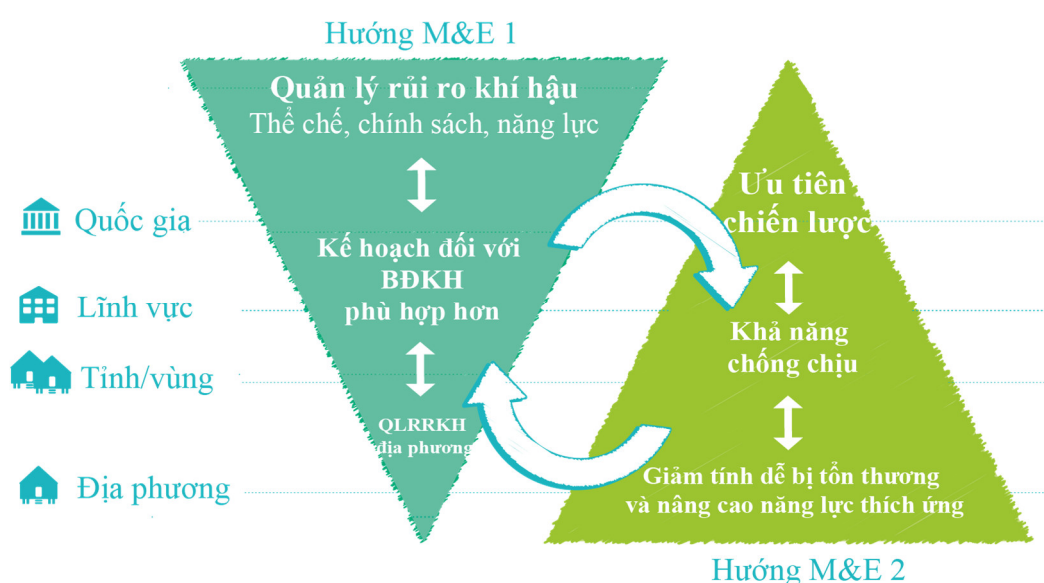 Hướng M&E 1
Quản lý rủi ro khí hậu
Thể chế, chính sách, năng lực
Kế hoạch đối với
BĐKH
phù hợp hơn
QLRRKH
địa phương
Quốc gia
Lĩnh vực
Tỉnh/vùng
Địa phương
Ưu tiên
chiến lược
Khả năng
chống chịu
Giảm tính dễ bị tổn thương
và nâng cao năng lực thích ứng
Hướng M&E 2